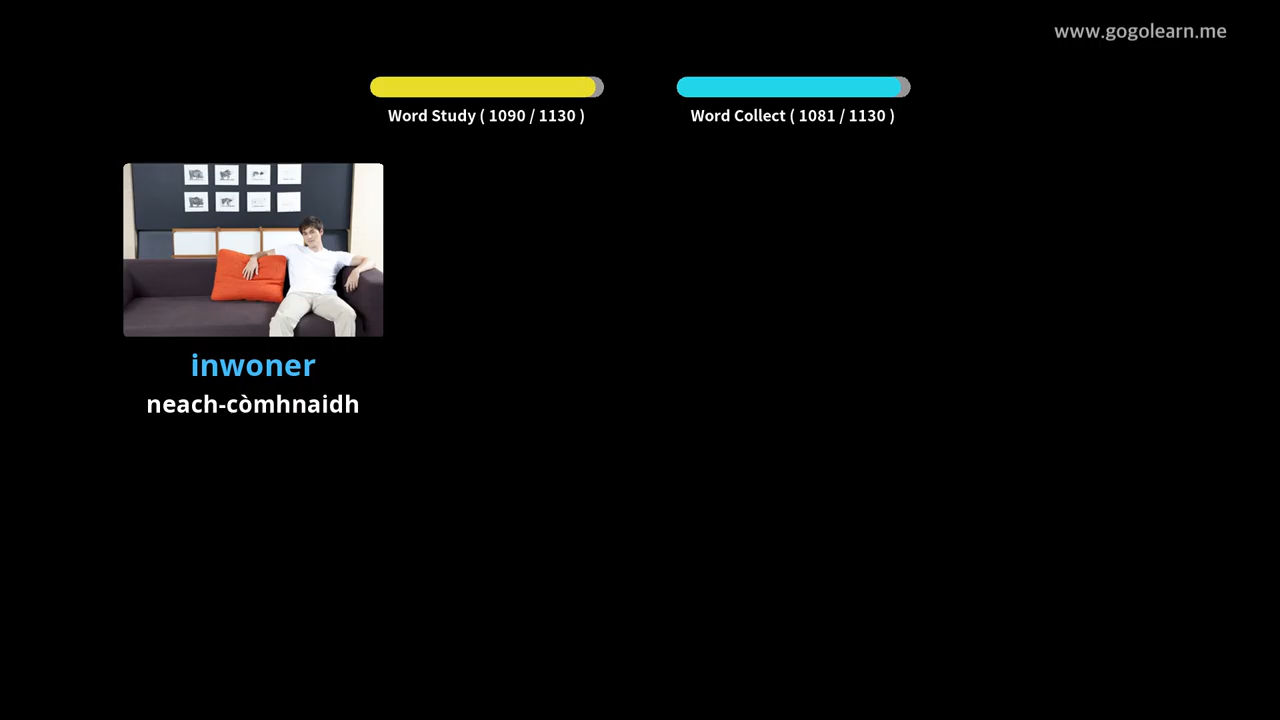 www.gogolearn.me
Word Study ( 1090 / 1130 )
Word Collect ( 1081 / 1130 )
inwoner
neach-còmhnaidh